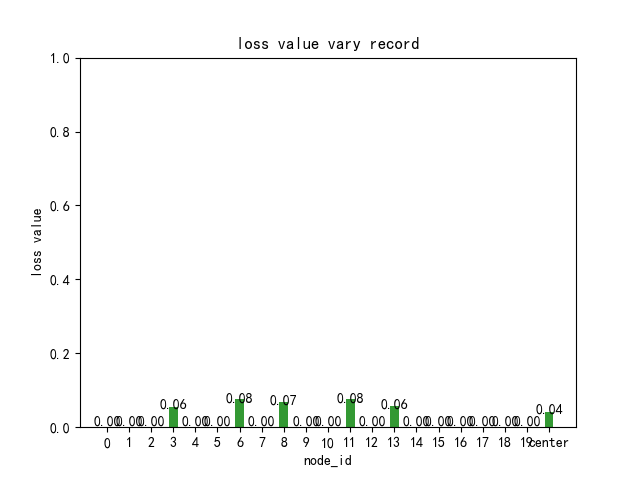 loss value vary record
1.0
0.8
0.6
0.4
0.2
0.0
loss value
0.00 0.00 0.00 0.06 0.00 0.00 0.08 0.00 0.07 0.00 0.00 0.08 0.00 0.06 0.00 0.00 0.00 0.00 0.00 0.00 0.04
0 1 2 3 4 5 6 7 8 9 10 11 12 13 14 15 16 17 18 19 center
node_id